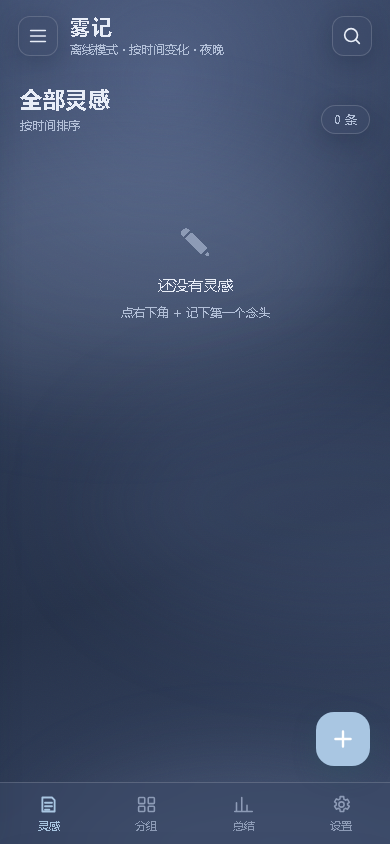 雾记
离线模式 · 按时间变化 · 夜晚
全部灵感
按时间排序
0 条
还没有灵感
点右下角 + 记下第一个念头
灵感
分组
总结
设置